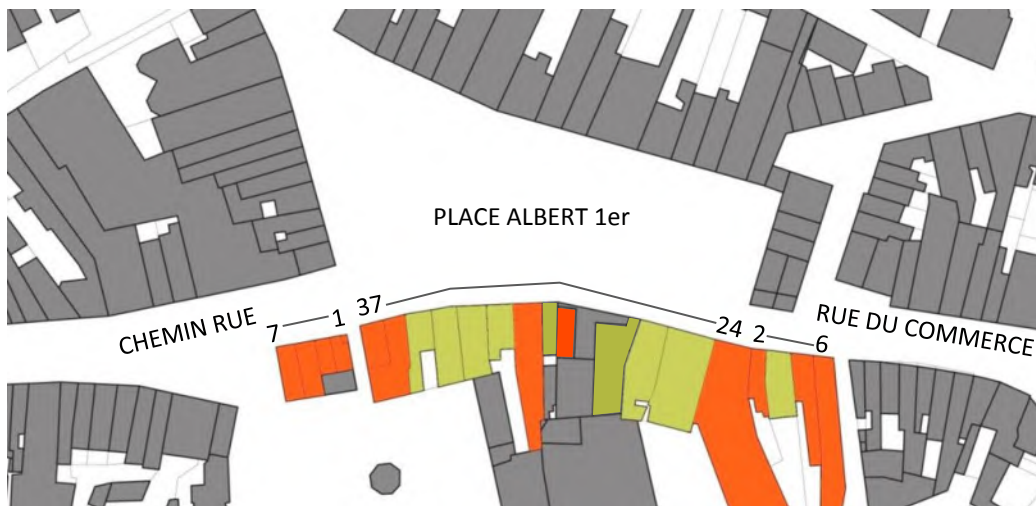 PLACE ALBERT 1er
CHEMIN RUE
7 1
37
24
2 6
RUE DU COMMERCE